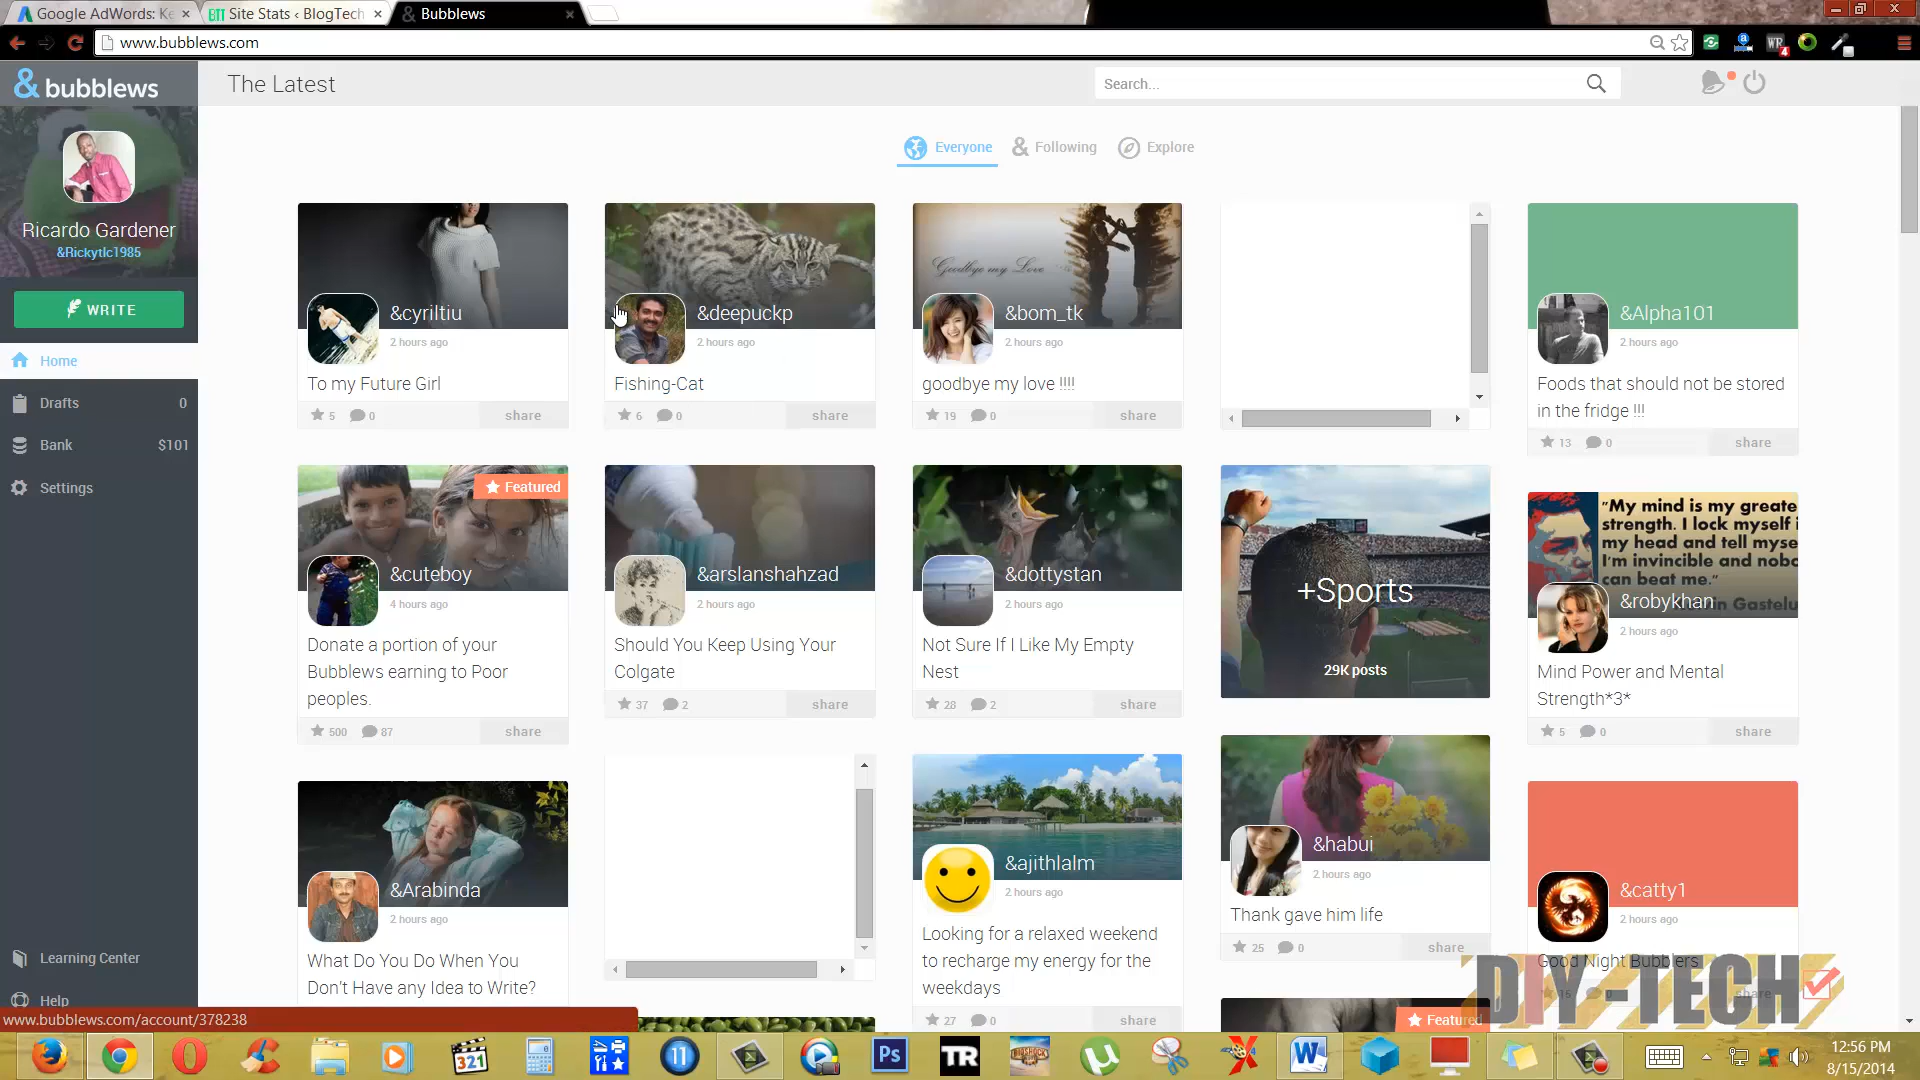 Google AdWords: Ke
Site Stats ‹ BlogTech
Bubblews
www.bubblews.com
& bubblews
The Latest
Search...
Everyone
& Following
Explore
Ricardo Gardener
&Rickytlc1985
WRITE
Home
Drafts 0
Bank $101
Settings
Learning Center
Help
&cyriltiu
2 hours ago
To my Future Girl
5 0 share
&deepuckp
2 hours ago
Fishing-Cat
6 0 share
Goodbye my Love
&bom_tk
2 hours ago
goodbye my love !!!!
19 0 share
&Alpha101
2 hours ago
Foods that should not be stored
in the fridge !!!
13 0 share
Featured
&cuteboy
4 hours ago
Donate a portion of your
Bubblews earning to Poor
peoples.
500 87 share
&arslanshahzad
2 hours ago
Should You Keep Using Your
Colgate
37 2 share
&dottystan
2 hours ago
Not Sure If I Like My Empty
Nest
28 2 share
+Sports
29K posts
"My mind is my greate
strength. I lock myself i
my head and tell myse
I'm invincible and nobo
can beat me."
&robykhan
2 hours ago
Mind Power and Mental
Strength*3*
5 0 share
&Arabinda
2 hours ago
What Do You Do When You
Don't Have any Idea to Write?
&ajithlalm
2 hours ago
Looking for a relaxed weekend
to recharge my energy for the
weekdays
27 0 share
&habui
2 hours ago
Thank gave him life
25 0 share
&catty1
2 hours ago
Good Night Bubblers
share
Featured
DIY-TECH
www.bubblews.com/account/378238
321
11
Ps
TR
W
12:56 PM
8/15/2014